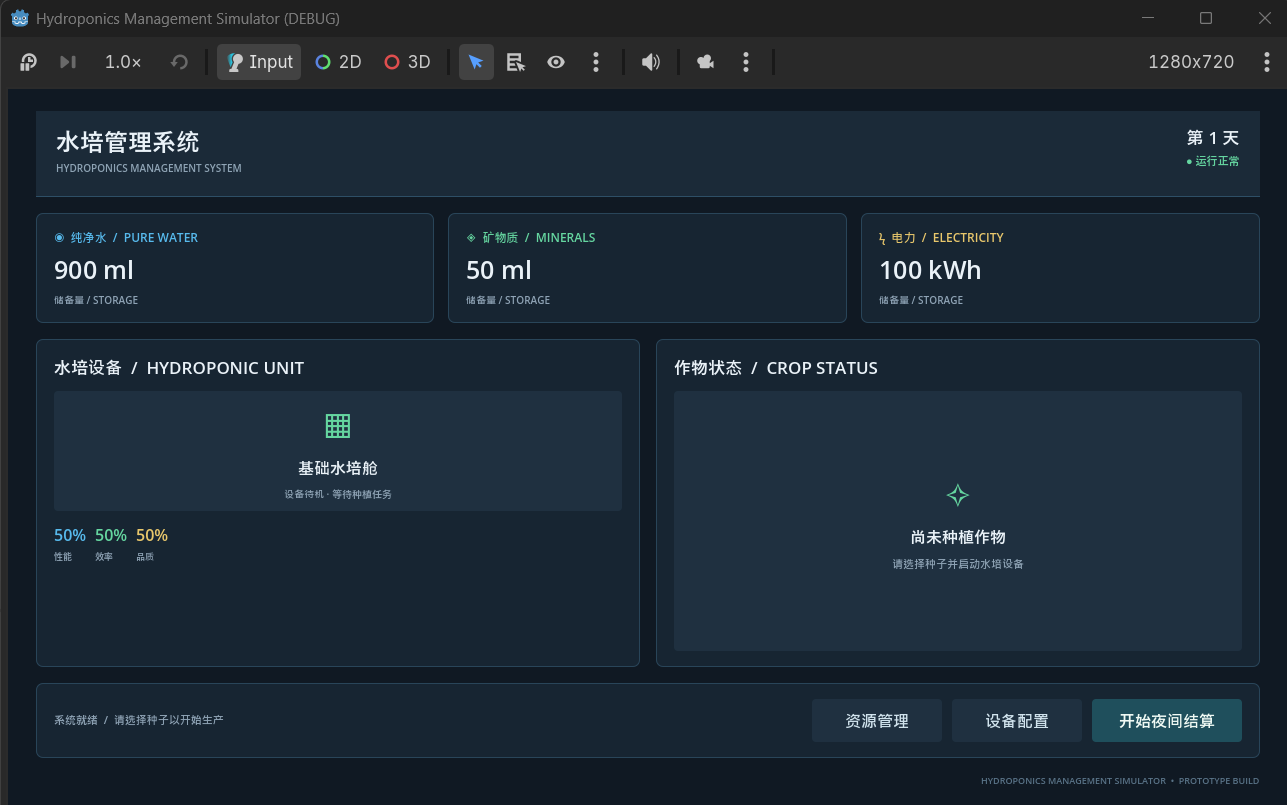 Hydroponics Management Simulator (DEBUG)
1.0× Input 2D 3D 1280x720
水培管理系统
HYDROPONICS MANAGEMENT SYSTEM
第 1 天
● 运行正常
◉ 纯净水 / PURE WATER
900 ml
储备量 / STORAGE
◈ 矿物质 / MINERALS
50 ml
储备量 / STORAGE
ϟ 电力 / ELECTRICITY
100 kWh
储备量 / STORAGE
水培设备 / HYDROPONIC UNIT
▦
基础水培舱
设备待机 · 等待种植任务
50% 50% 50%
性能 效率 品质
作物状态 / CROP STATUS
✧
尚未种植作物
请选择种子并启动水培设备
系统就绪 / 请选择种子以开始生产
资源管理 设备配置 开始夜间结算
HYDROPONICS MANAGEMENT SIMULATOR • PROTOTYPE BUILD